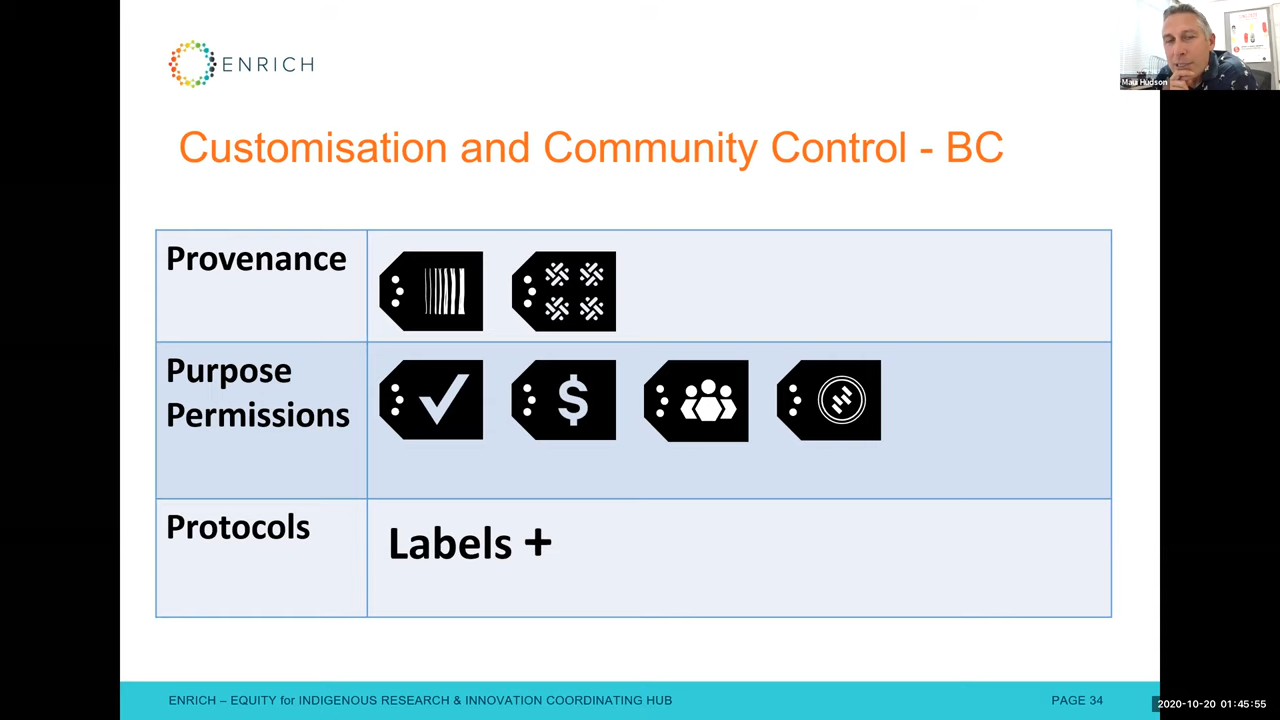 ENRICH
Maui Hudson
Customisation and Community Control - BC
Provenance
Purpose
Permissions
$
Protocols
Labels +
ENRICH – EQUITY for INDIGENOUS RESEARCH & INNOVATION COORDINATING HUB
PAGE 34
2020-10-20 01:45:55